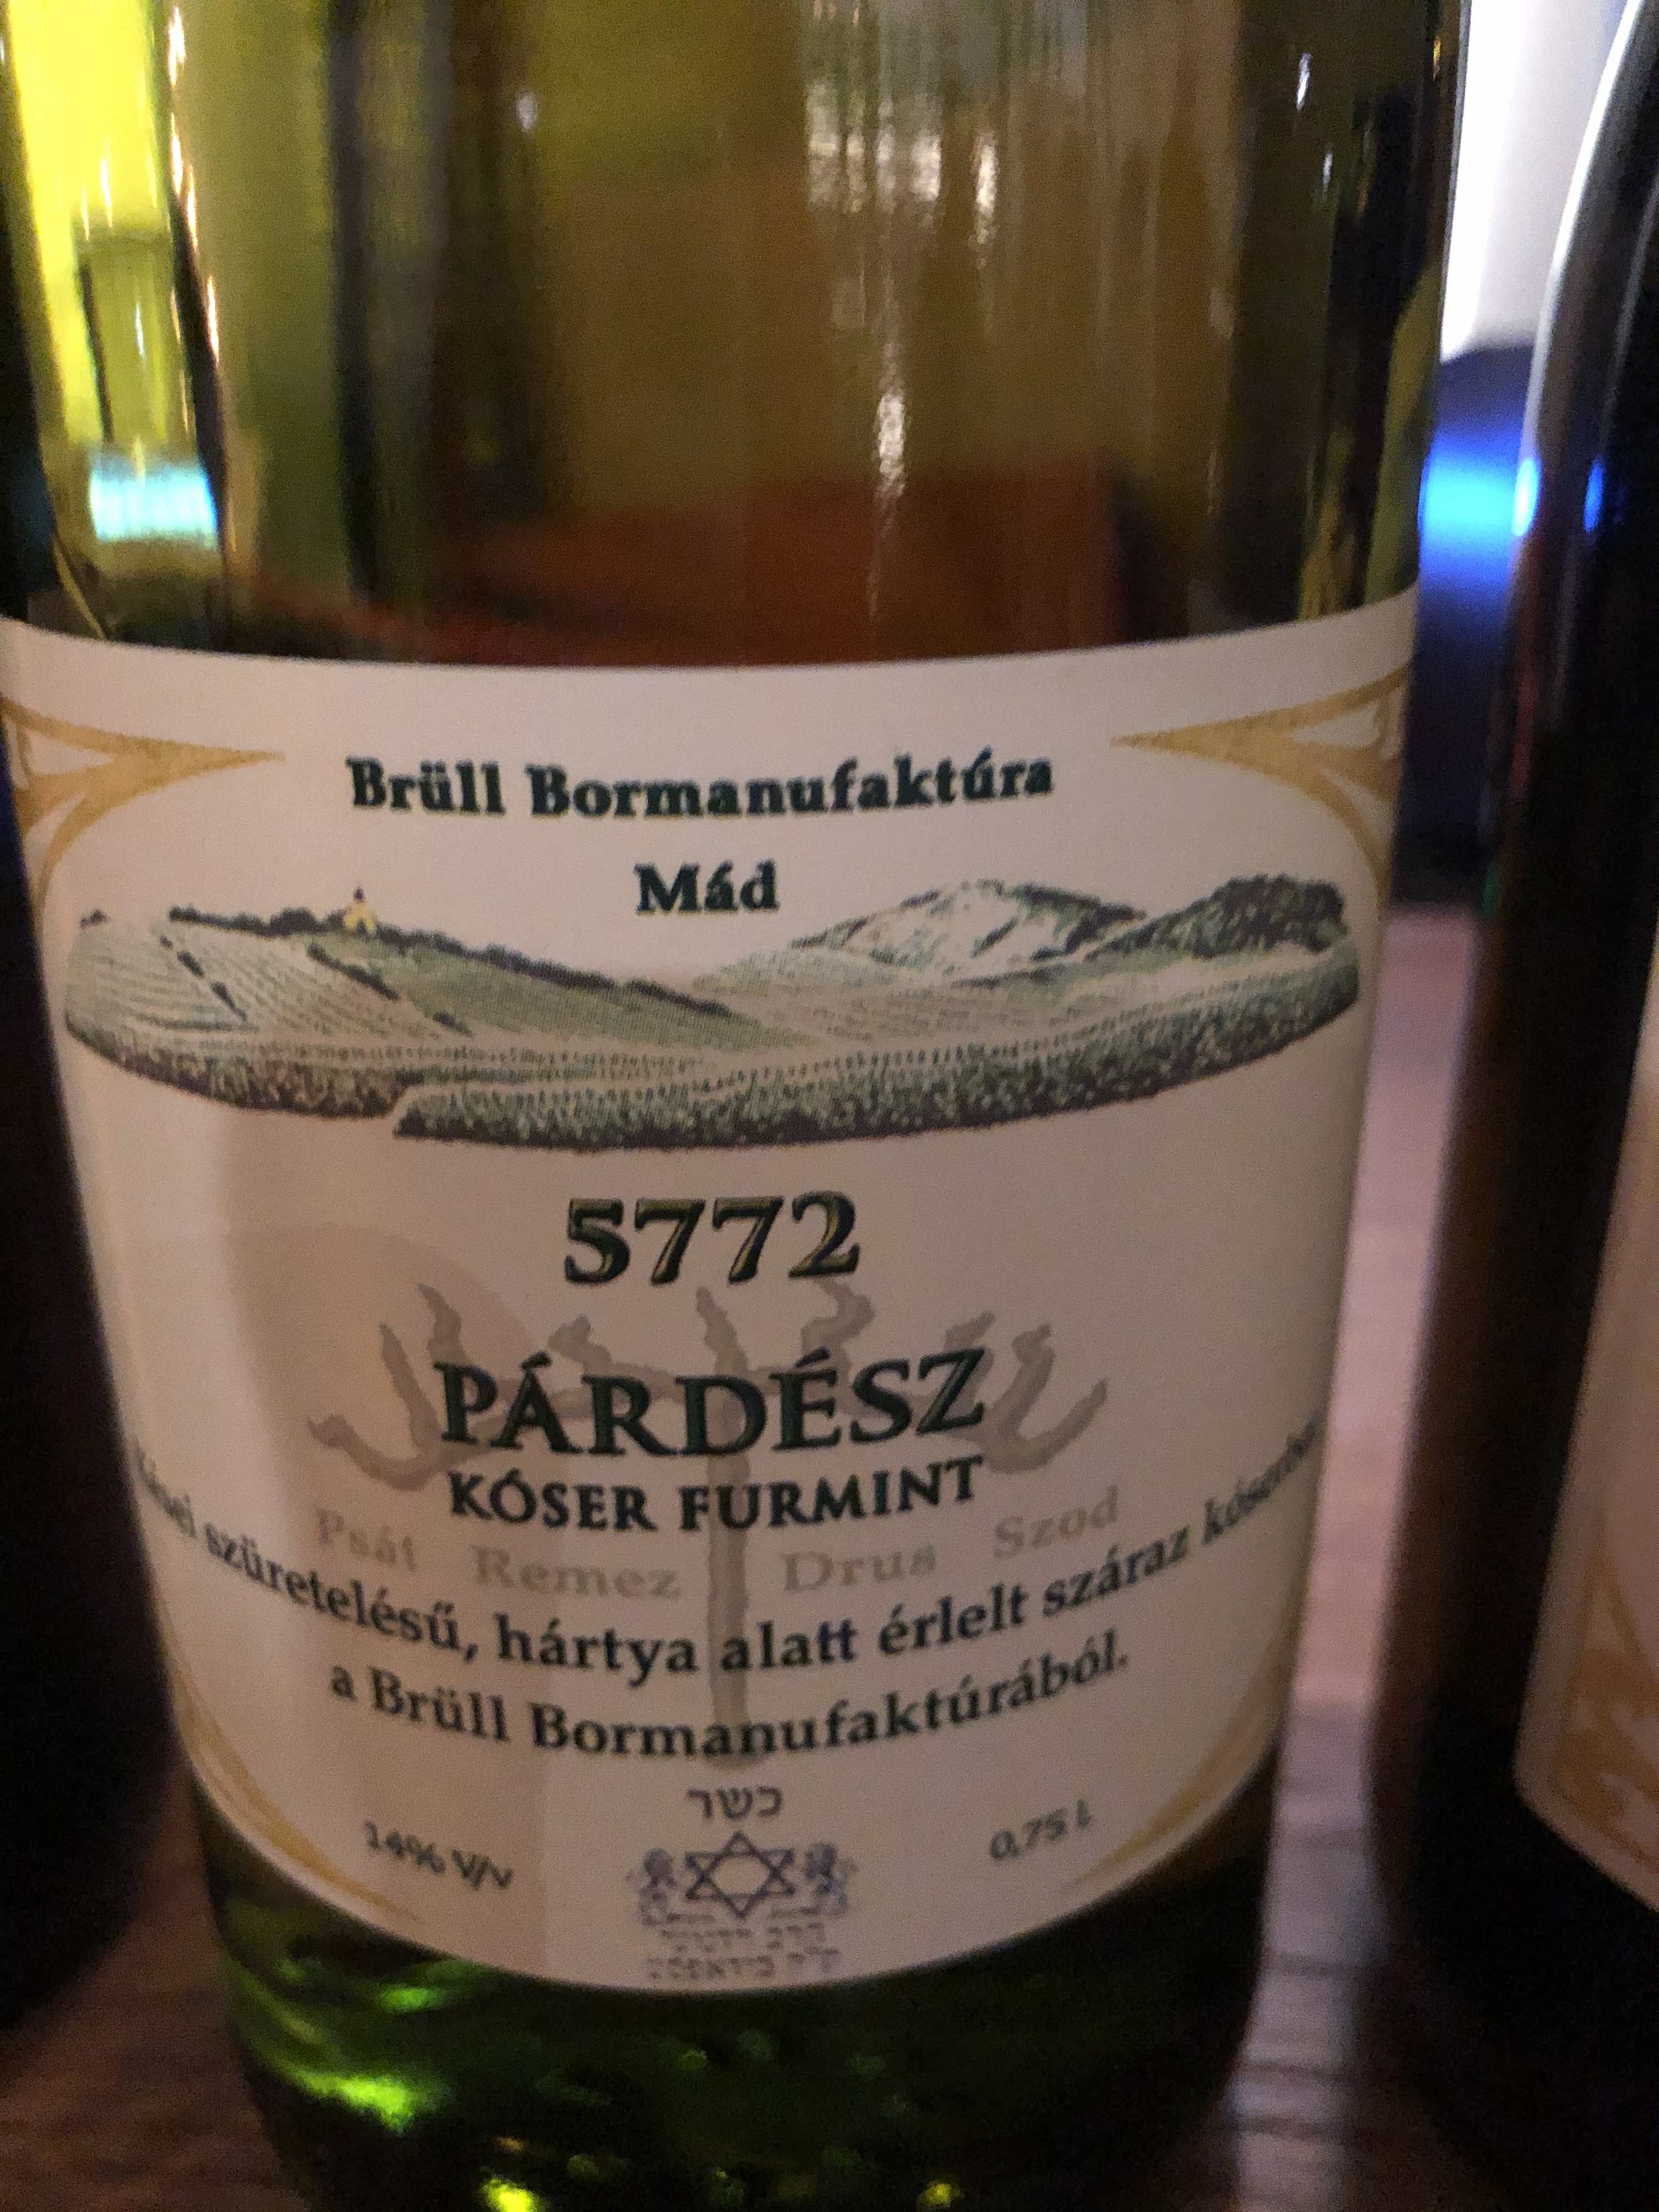 Brüll Bormanufaktúra
Mád
5772
PÁRDÉSZ
KÓSER FURMINT
Psát Remez Drus Szod
szüretelésű, hártya alatt érlelt száraz
a Brüll Bormanufaktúrából.
כשר
14% V/V
0,75 L